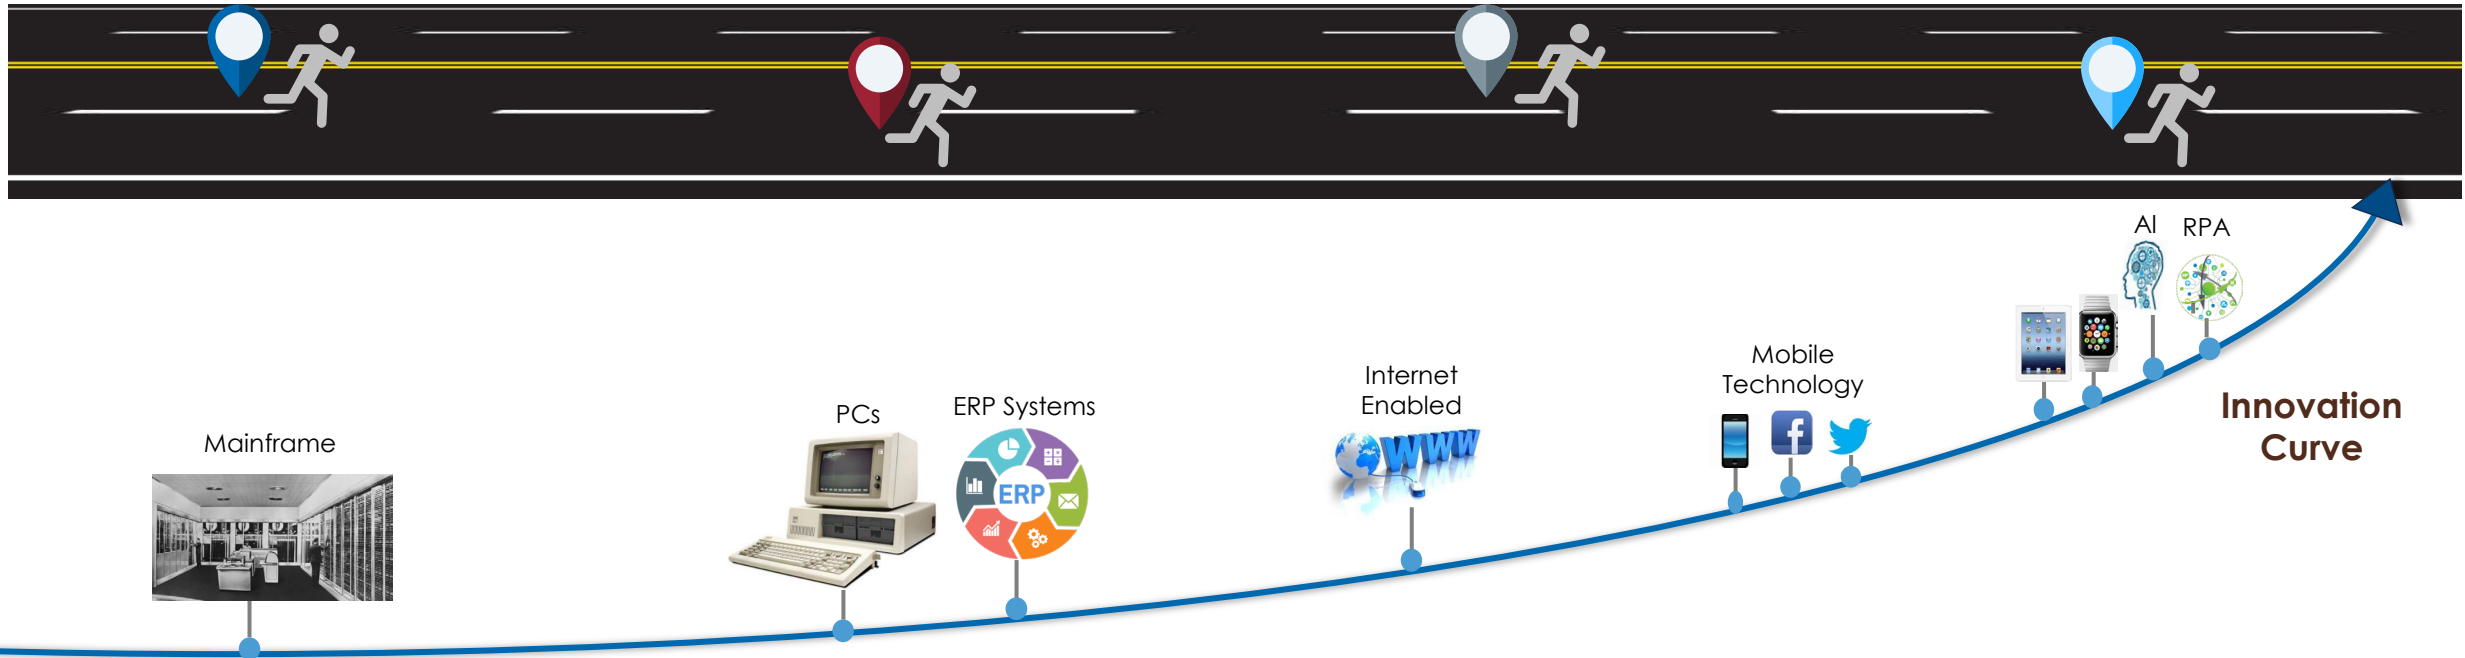 Mainframe
PCs
ERP Systems
ERP
Internet
Enabled
WWW
Mobile
Technology
f
AI
RPA
Innovation
Curve